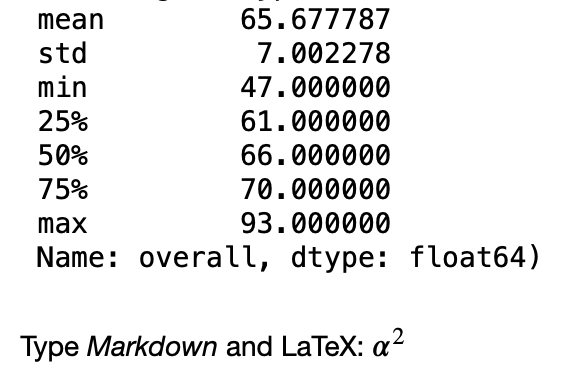 mean 65.677787
std 7.002278
min 47.000000
25% 61.000000
50% 66.000000
75% 70.000000
max 93.000000
Name: overall, dtype: float64)
Type Markdown and LaTeX: α²